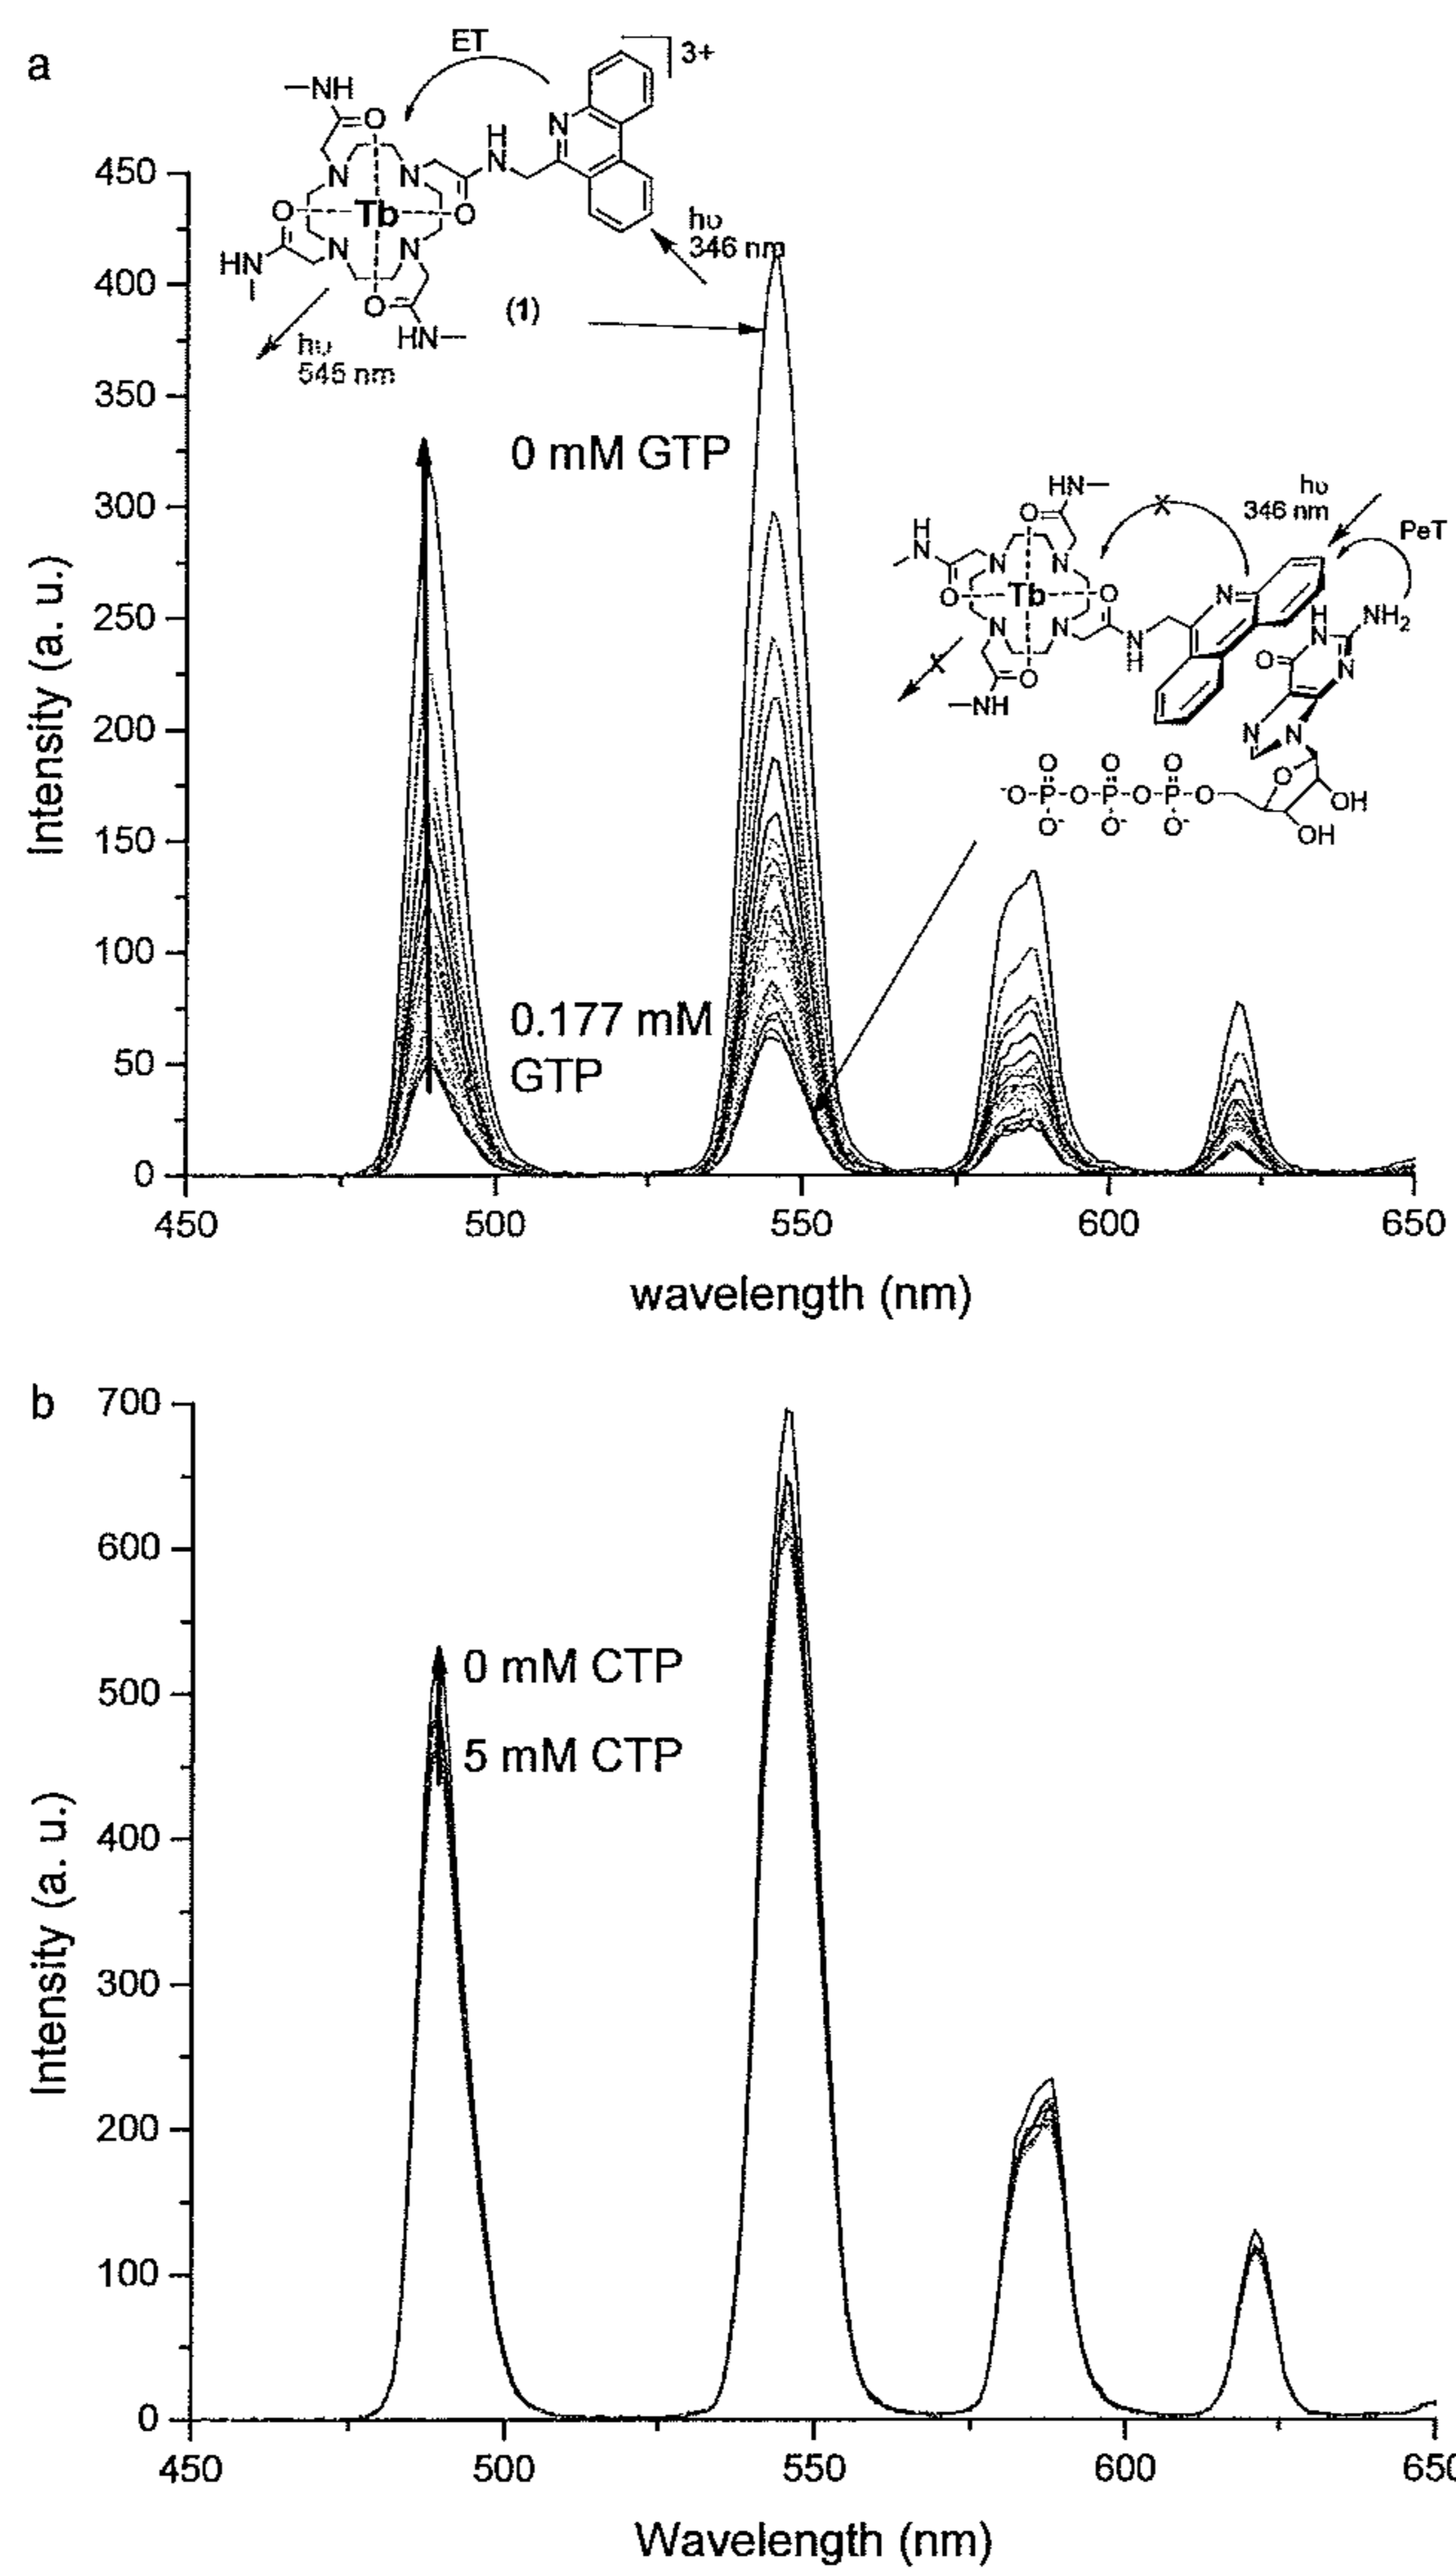 a
ET
3+
NH
O
N
H
N
N
N
O
Tb
O
hυ
346 nm
HN
N
N
O
(1)
HN
hυ
545 nm
450
400
350
300
250
200
150
100
50
0
Intensity (a. u.)
0 mM GTP
0.177 mM
GTP
HN
O
hυ
346 nm
X
PeT
H
N
N
N
O
Tb
O
N
N
N
N
H
X
O
NH
H
N
NH2
O
N
N
N
O O O
-O-P-O-P-O-P-O
O- O- O-
O
OH
OH
450 500 550 600 650
wavelength (nm)
b
700
600
500
400
300
200
100
0
Intensity (a. u.)
0 mM CTP
5 mM CTP
450 500 550 600 650
Wavelength (nm)